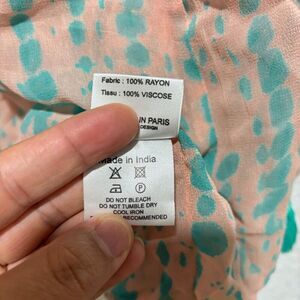 Fabric : 100% RAYON
Tissu : 100% VISCOSE
IN PARIS
DESIGN
Made in india
P
DO NOT BLEACH
DO NOT TUMBLE DRY
COOL IRON
RECOMMENDED